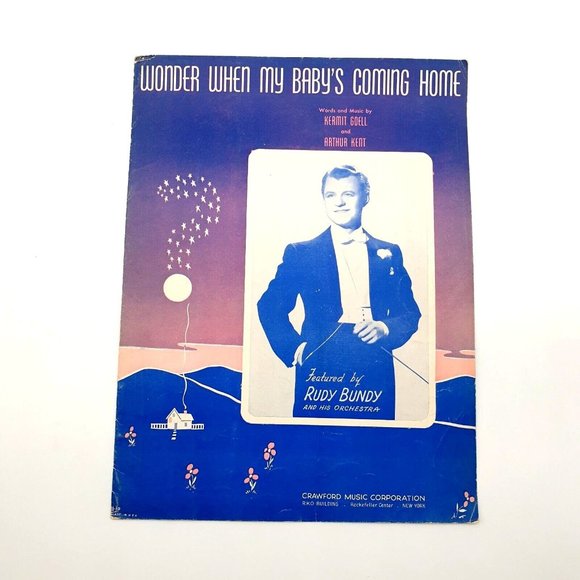 WONDER WHEN MY BABY'S COMING HOME
Words and Music by
KERMIT GOELL
and
ARTHUR KENT
Featured by
RUDY BUNDY
AND HIS ORCHESTRA
CRAWFORD MUSIC CORPORATION
RKO BUILDING . Rockefeller Center . NEW YORK